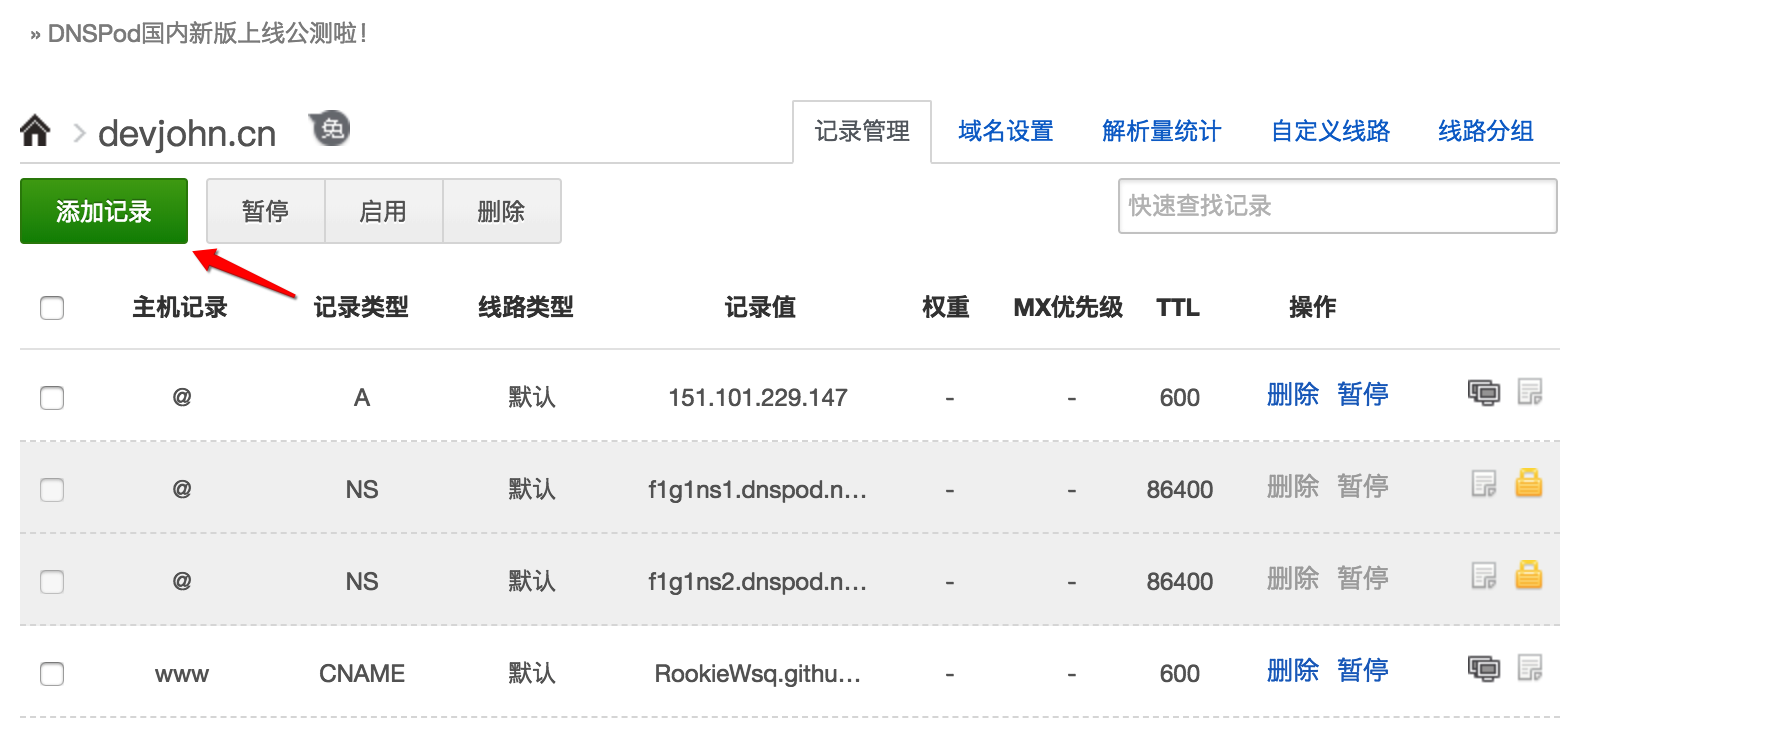 » DNSPod国内新版上线公测啦！
devjohn.cn 免 记录管理 域名设置 解析量统计 自定义线路 线路分组
添加记录 暂停 启用 删除 快速查找记录
主机记录 记录类型 线路类型 记录值 权重 MX优先级 TTL 操作
@ A 默认 151.101.229.147 - - 600 删除 暂停
@ NS 默认 f1g1ns1.dnspod.n... - - 86400 删除 暂停
@ NS 默认 f1g1ns2.dnspod.n... - - 86400 删除 暂停
www CNAME 默认 RookieWsq.githu... - - 600 删除 暂停